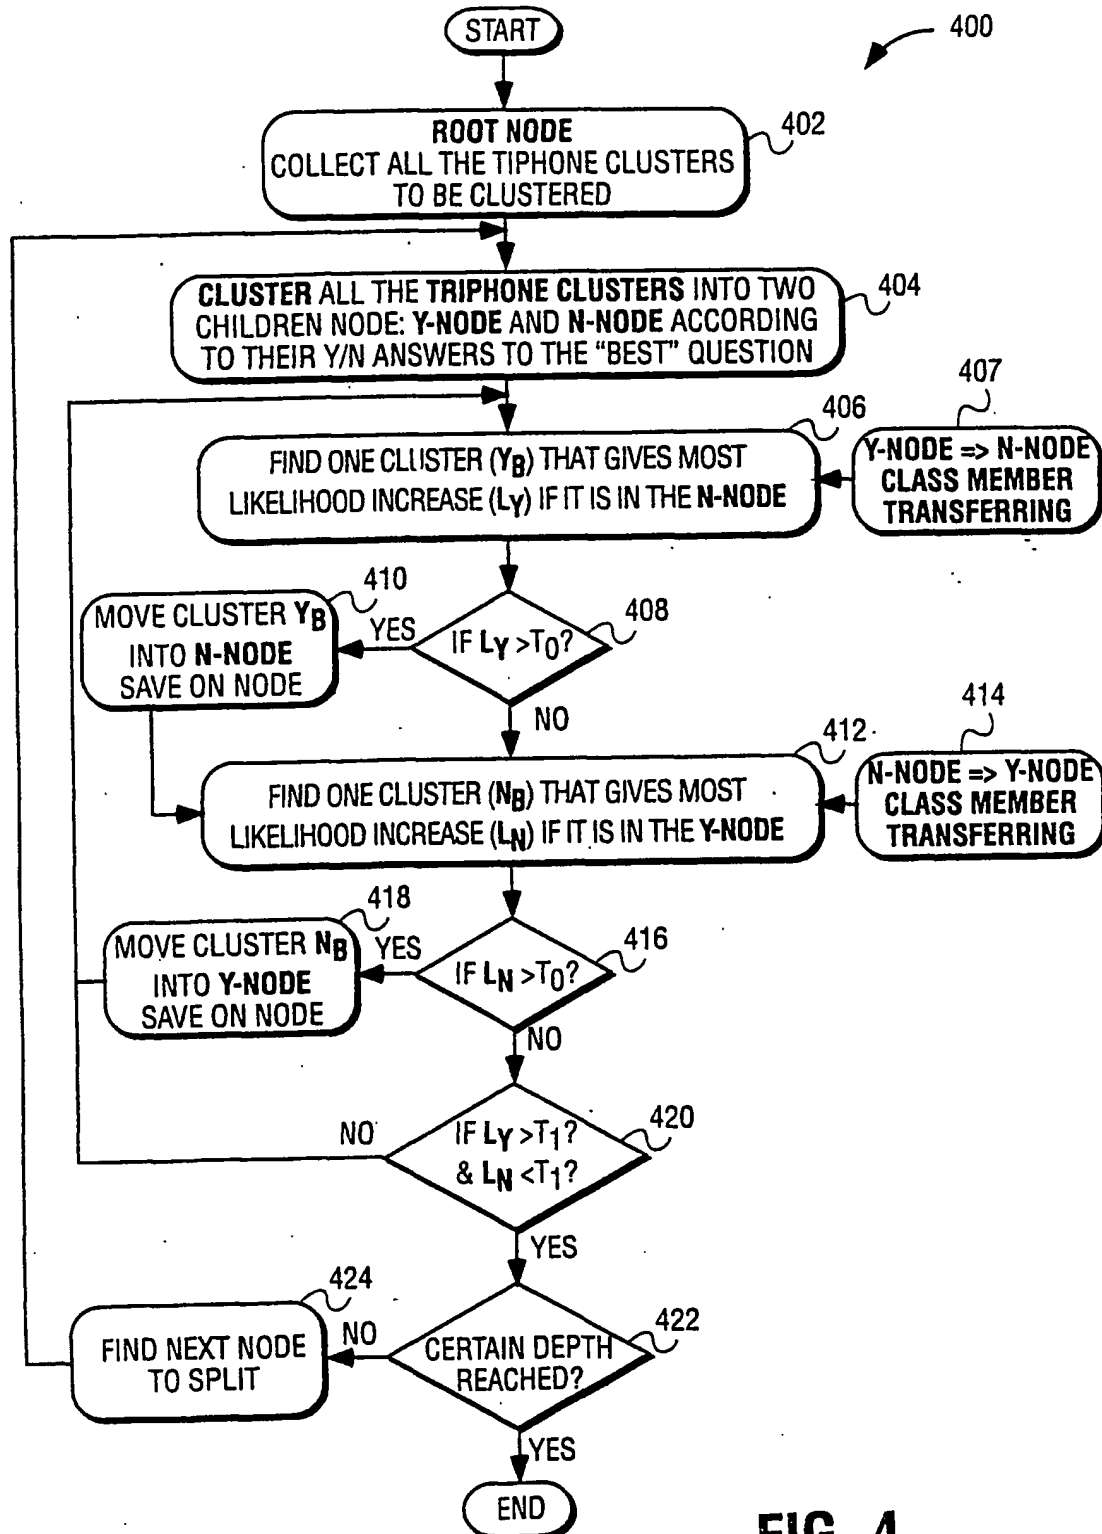 START
400
ROOT NODE
COLLECT ALL THE TIPHONE CLUSTERS
TO BE CLUSTERED
402
CLUSTER ALL THE TRIPHONE CLUSTERS INTO TWO
CHILDREN NODE: Y-NODE AND N-NODE ACCORDING
TO THEIR Y/N ANSWERS TO THE “BEST” QUESTION
404
FIND ONE CLUSTER (YB) THAT GIVES MOST
LIKELIHOOD INCREASE (LY) IF IT IS IN THE N-NODE
406
407
Y-NODE => N-NODE
CLASS MEMBER
TRANSFERRING
IF LY >T0?
408
YES
NO
410
MOVE CLUSTER YB
INTO N-NODE
SAVE ON NODE
FIND ONE CLUSTER (NB) THAT GIVES MOST
LIKELIHOOD INCREASE (LN) IF IT IS IN THE Y-NODE
412
414
N-NODE => Y-NODE
CLASS MEMBER
TRANSFERRING
IF LN >T0?
416
YES
NO
418
MOVE CLUSTER NB
INTO Y-NODE
SAVE ON NODE
IF LY >T1?
& LN <T1?
420
NO
YES
CERTAIN DEPTH
REACHED?
422
NO
424
FIND NEXT NODE
TO SPLIT
YES
END
FIG. 4